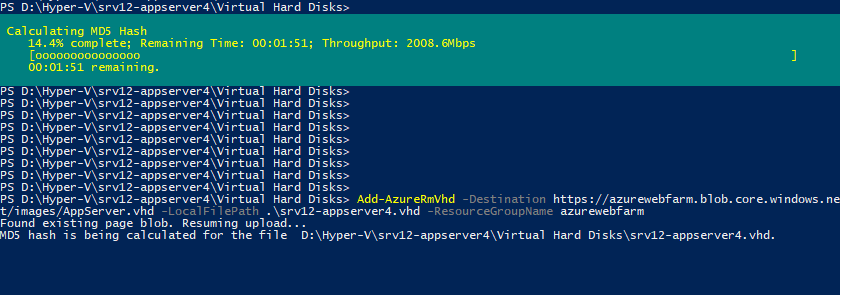 PS D:\Hyper-V\srv12-appserver4\Virtual Hard Disks>
Calculating MD5 Hash
14.4% complete; Remaining Time: 00:01:51; Throughput: 2008.6Mbps
[ooooooooooooooo ]
00:01:51 remaining.
PS D:\Hyper-V\srv12-appserver4\Virtual Hard Disks>
PS D:\Hyper-V\srv12-appserver4\Virtual Hard Disks>
PS D:\Hyper-V\srv12-appserver4\Virtual Hard Disks>
PS D:\Hyper-V\srv12-appserver4\Virtual Hard Disks>
PS D:\Hyper-V\srv12-appserver4\Virtual Hard Disks>
PS D:\Hyper-V\srv12-appserver4\Virtual Hard Disks>
PS D:\Hyper-V\srv12-appserver4\Virtual Hard Disks>
PS D:\Hyper-V\srv12-appserver4\Virtual Hard Disks>
PS D:\Hyper-V\srv12-appserver4\Virtual Hard Disks>
PS D:\Hyper-V\srv12-appserver4\Virtual Hard Disks> Add-AzureRmVhd -Destination https://azurewebfarm.blob.core.windows.ne
t/images/AppServer.vhd -LocalFilePath .\srv12-appserver4.vhd -ResourceGroupName azurewebfarm
Found existing page blob. Resuming upload...
MD5 hash is being calculated for the file  D:\Hyper-V\srv12-appserver4\Virtual Hard Disks\srv12-appserver4.vhd.